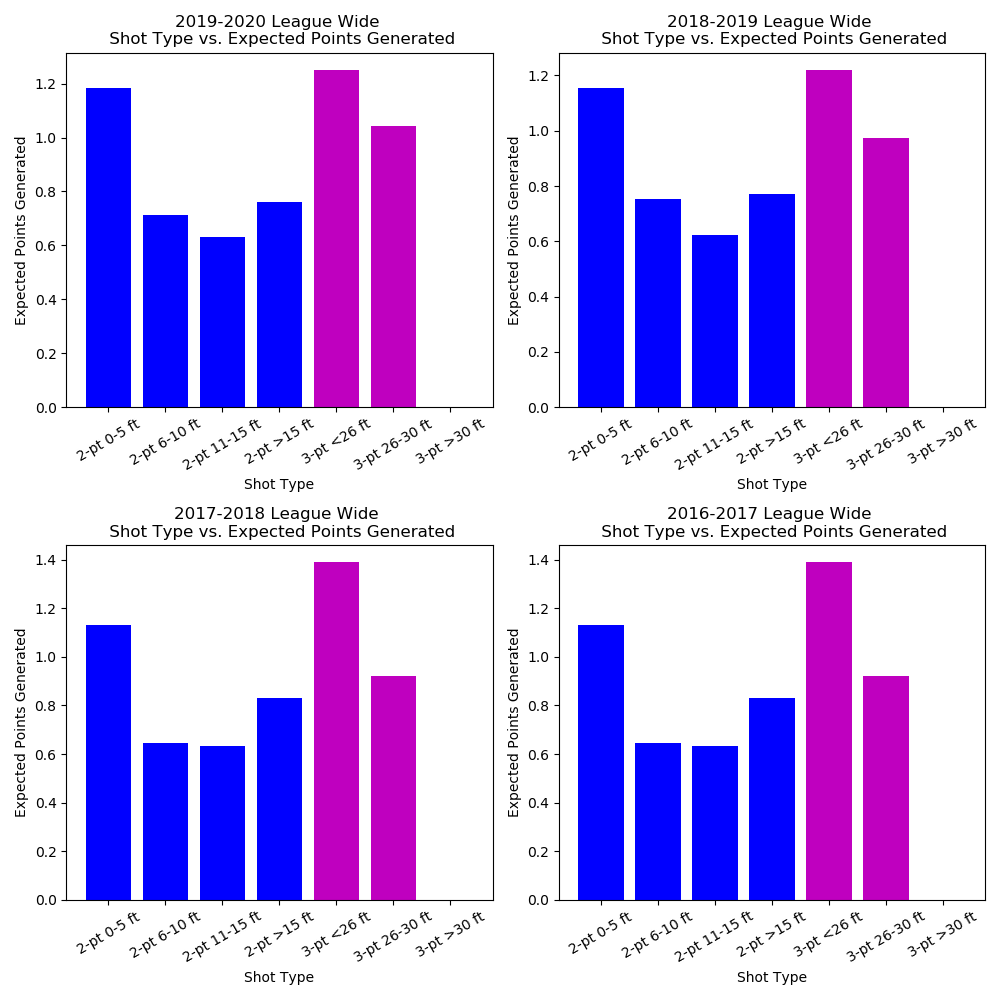 2019-2020 League Wide
Shot Type vs. Expected Points Generated
Expected Points Generated
1.2
1.0
0.8
0.6
0.4
0.2
0.0
2-pt 0-5 ft
2-pt 6-10 ft
2-pt 11-15 ft
2-pt >15 ft
3-pt <26 ft
3-pt 26-30 ft
3-pt >30 ft
Shot Type
2018-2019 League Wide
Shot Type vs. Expected Points Generated
Expected Points Generated
1.2
1.0
0.8
0.6
0.4
0.2
0.0
2-pt 0-5 ft
2-pt 6-10 ft
2-pt 11-15 ft
2-pt >15 ft
3-pt <26 ft
3-pt 26-30 ft
3-pt >30 ft
Shot Type
2017-2018 League Wide
Shot Type vs. Expected Points Generated
Expected Points Generated
1.4
1.2
1.0
0.8
0.6
0.4
0.2
0.0
2-pt 0-5 ft
2-pt 6-10 ft
2-pt 11-15 ft
2-pt >15 ft
3-pt <26 ft
3-pt 26-30 ft
3-pt >30 ft
Shot Type
2016-2017 League Wide
Shot Type vs. Expected Points Generated
Expected Points Generated
1.4
1.2
1.0
0.8
0.6
0.4
0.2
0.0
2-pt 0-5 ft
2-pt 6-10 ft
2-pt 11-15 ft
2-pt >15 ft
3-pt <26 ft
3-pt 26-30 ft
3-pt >30 ft
Shot Type